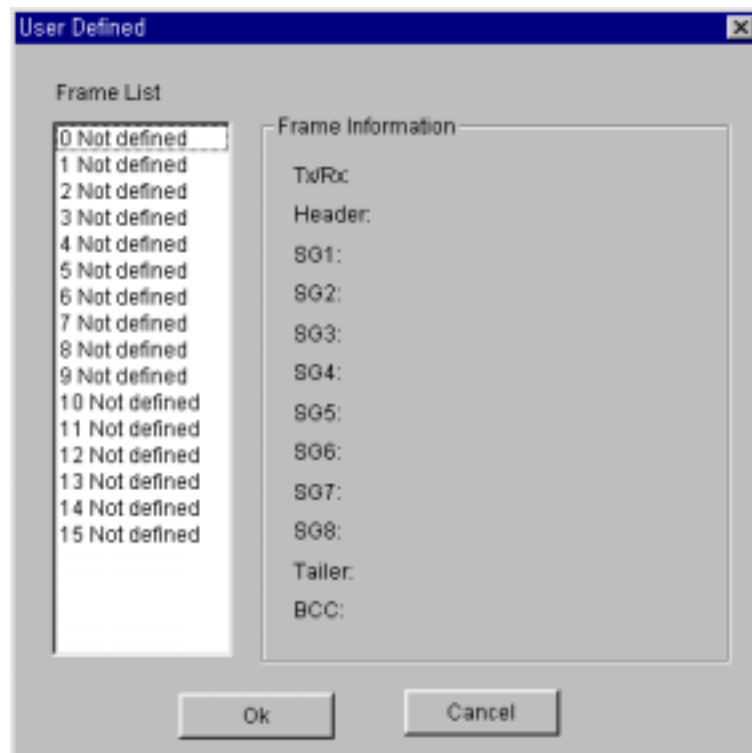 User Defined
Frame List
0 Not defined
1 Not defined
2 Not defined
3 Not defined
4 Not defined
5 Not defined
6 Not defined
7 Not defined
8 Not defined
9 Not defined
10 Not defined
11 Not defined
12 Not defined
13 Not defined
14 Not defined
15 Not defined
Frame Information
Tx/Rx:
Header:
SG1:
SG2:
SG3:
SG4:
SG5:
SG6:
SG7:
SG8:
Tailer:
BCC:
Ok
Cancel